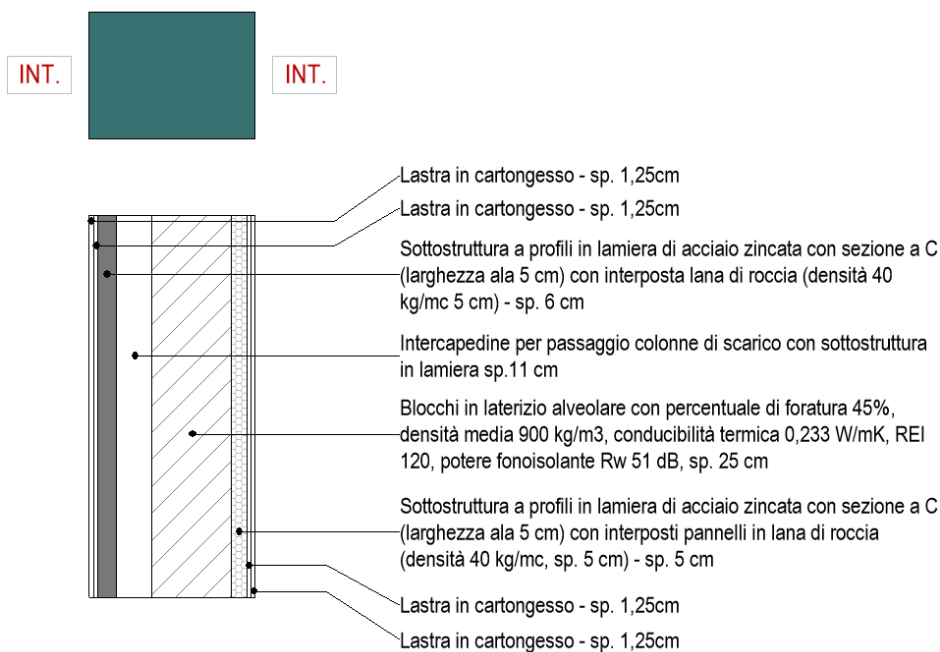 INT.
INT.
Lastra in cartongesso - sp. 1,25cm
Lastra in cartongesso - sp. 1,25cm
Sottostruttura a profili in lamiera di acciaio zincata con sezione a C
(larghezza ala 5 cm) con interposta lana di roccia (densità 40
kg/mc 5 cm) - sp. 6 cm
Intercapedine per passaggio colonne di scarico con sottostruttura
in lamiera sp.11 cm
Blocchi in laterizio alveolare con percentuale di foratura 45%,
densità media 900 kg/m3, conducibilità termica 0,233 W/mK, REI
120, potere fonoisolante Rw 51 dB, sp. 25 cm
Sottostruttura a profili in lamiera di acciaio zincata con sezione a C
(larghezza ala 5 cm) con interposti pannelli in lana di roccia
(densità 40 kg/mc, sp. 5 cm) - sp. 5 cm
Lastra in cartongesso - sp. 1,25cm
Lastra in cartongesso - sp. 1,25cm